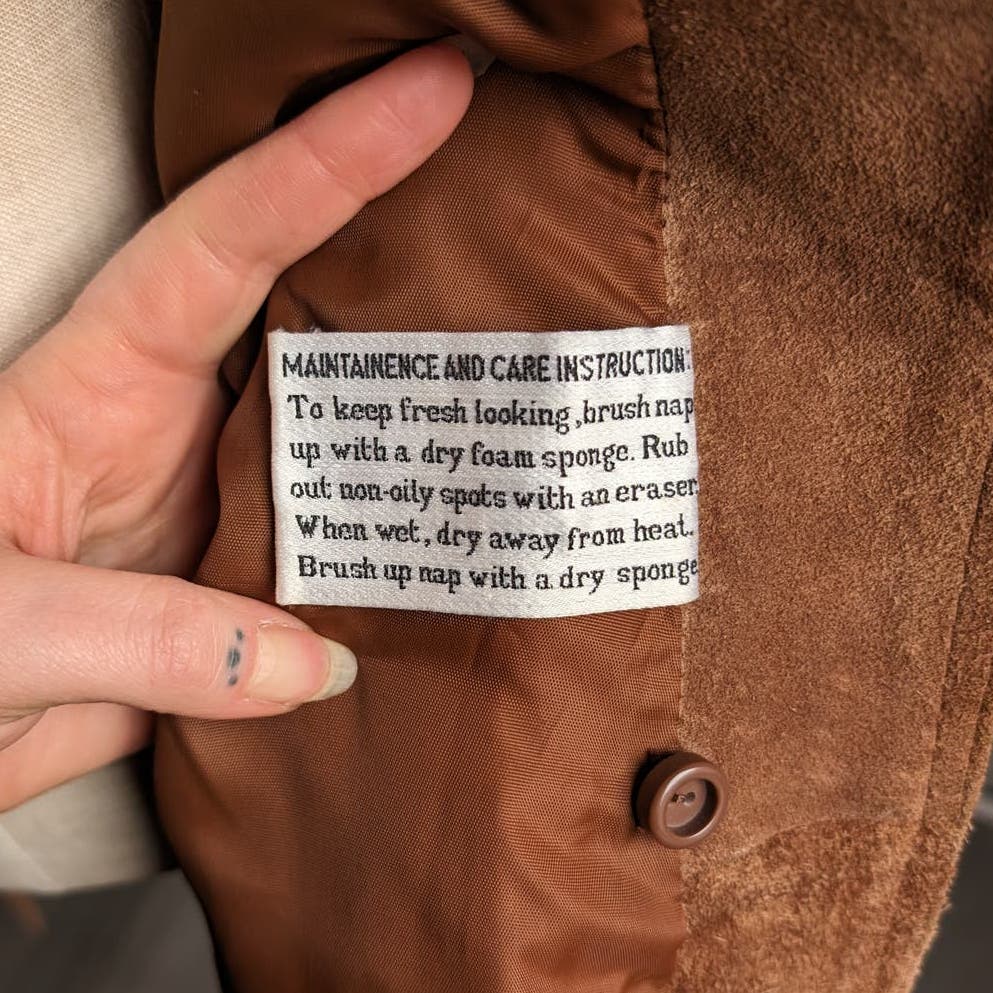 MAINTAINENCE AND CARE INSTRUCTION:
To keep fresh looking ,brush nap
up with a dry foam sponge. Rub
out non-oily spots with an eraser.
When wet, dry away from heat.
Brush up nap with a dry sponge